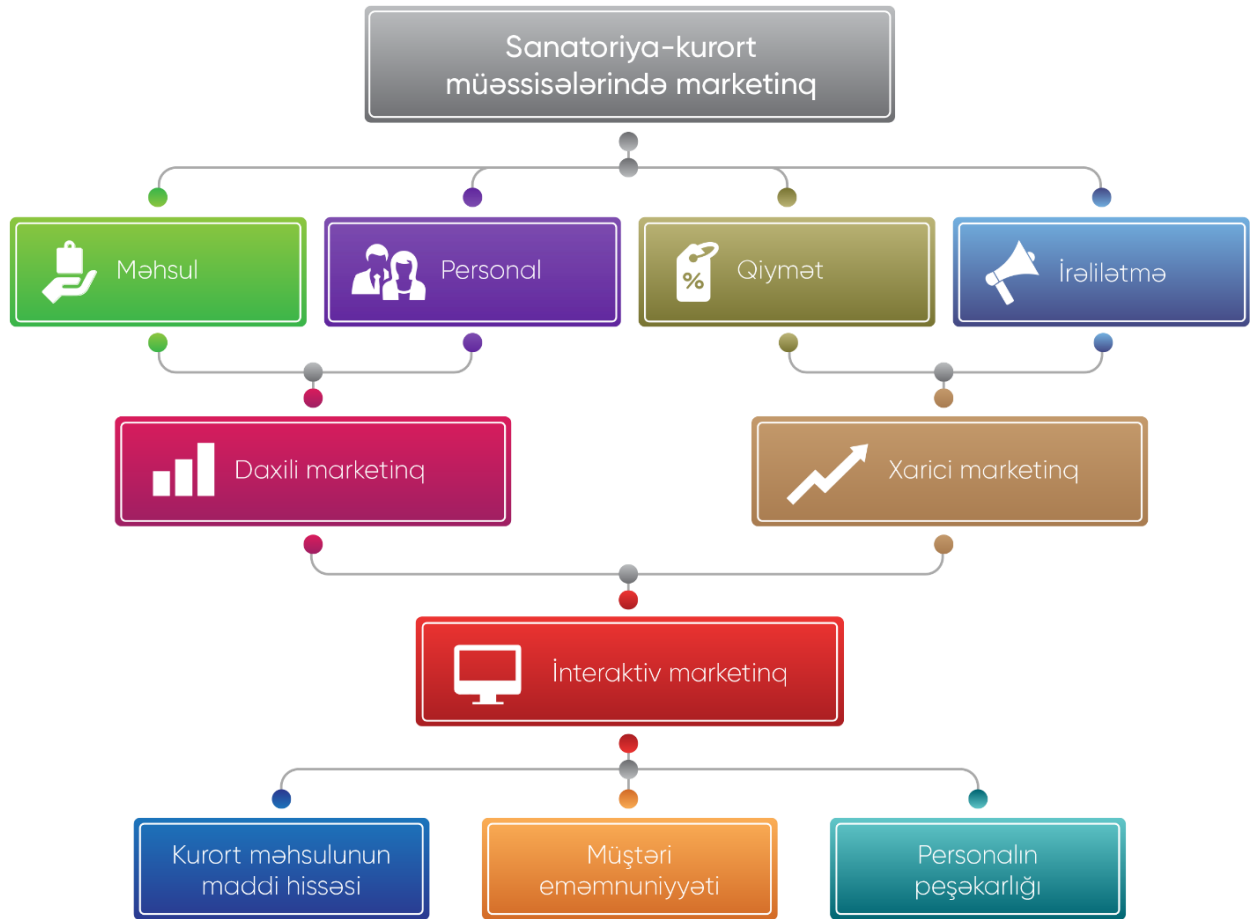 Sanatoriya-kurort
müəssisələrində marketinq
Məhsul
Personal
Qiymət
%
İrəlilətmə
Daxili marketinq
Xarici marketinq
İnteraktiv marketinq
Kurort məhsulunun
maddi hissəsi
Müştəri
eməmnuniyyəti
Personalın
peşəkarlığı